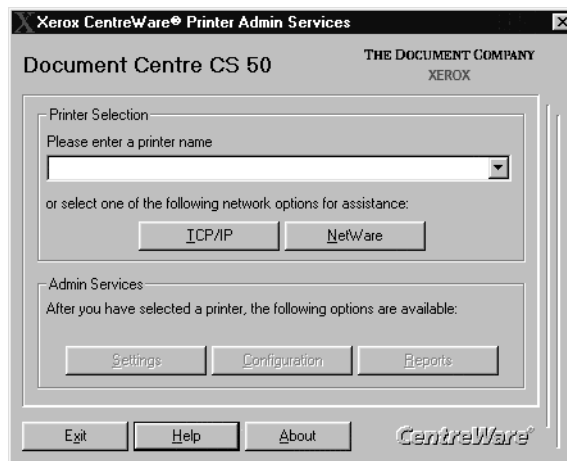 Xerox CentreWare® Printer Admin Services
Document Centre CS 50
THE DOCUMENT COMPANY
XEROX
Printer Selection
Please enter a printer name
or select one of the following network options for assistance:
TCP/IP NetWare
Admin Services
After you have selected a printer, the following options are available:
Settings Configuration Reports
Exit Help About CentreWare®